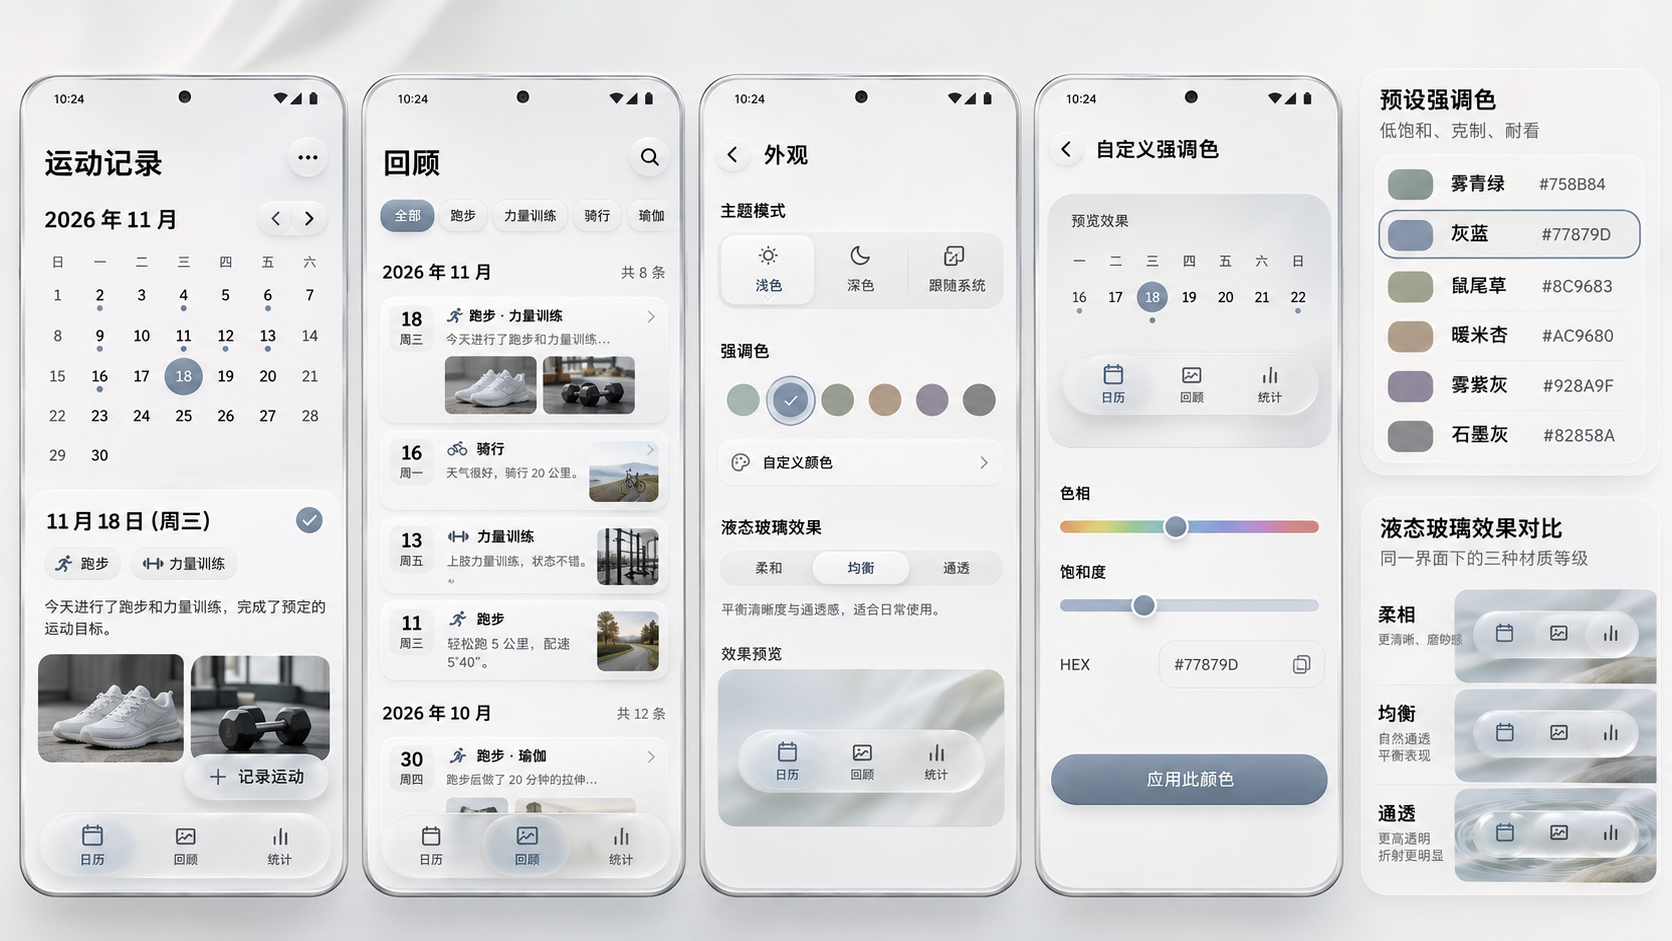 10:24
运动记录
2026 年 11 月
日 一 二 三 四 五 六
1 2 3 4 5 6 7
8 9 10 11 12 13 14
15 16 17 18 19 20 21
22 23 24 25 26 27 28
29 30
11 月 18 日 (周三)
跑步 力量训练
今天进行了跑步和力量训练，完成了预定的
运动目标。
记录运动
日历 回顾 统计
10:24
回顾
全部 跑步 力量训练 骑行 瑜伽
2026 年 11 月 共 8 条
18
周三
跑步 · 力量训练
今天进行了跑步和力量训练...
16
周一
骑行
天气很好，骑行 20 公里。
13
周五
力量训练
上肢力量训练，状态不错。
11
周三
跑步
轻松跑 5 公里，配速
5"40"。
2026 年 10 月 共 12 条
30
周四
跑步 · 瑜伽
跑步后做了 20 分钟的拉伸...
日历 回顾 统计
10:24
外观
主题模式
浅色 深色 跟随系统
强调色
自定义颜色
液态玻璃效果
柔和 均衡 通透
平衡清晰度与通透感，适合日常使用。
效果预览
日历 回顾 统计
10:24
自定义强调色
预览效果
一 二 三 四 五 六 日
16 17 18 19 20 21 22
日历 回顾 统计
色相
饱和度
HEX #77879D
应用此颜色
预设强调色
低饱和、克制、耐看
雾青绿 #758B84
灰蓝 #77879D
鼠尾草 #8C9683
暖米杏 #AC9680
雾紫灰 #928A9F
石墨灰 #82858A
液态玻璃效果对比
同一界面下的三种材质等级
柔相
更清晰、磨
均衡
自然通透
平衡表现
通透
更高透明
折射更明显